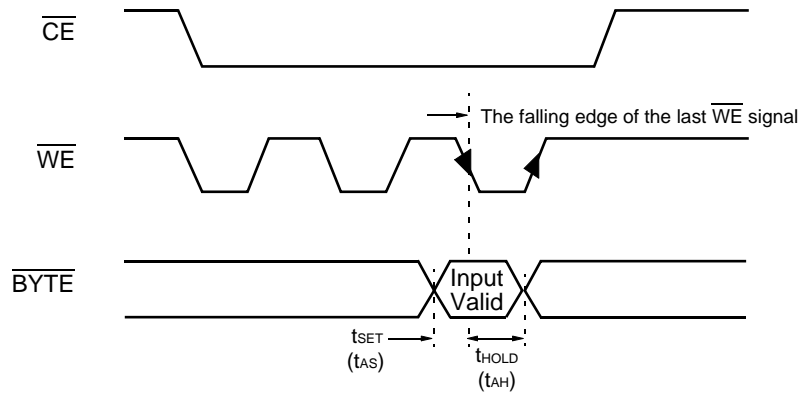 CE
The falling edge of the last WE signal
WE
BYTE
Input
Valid
tSET
(tAS)
tHOLD
(tAH)